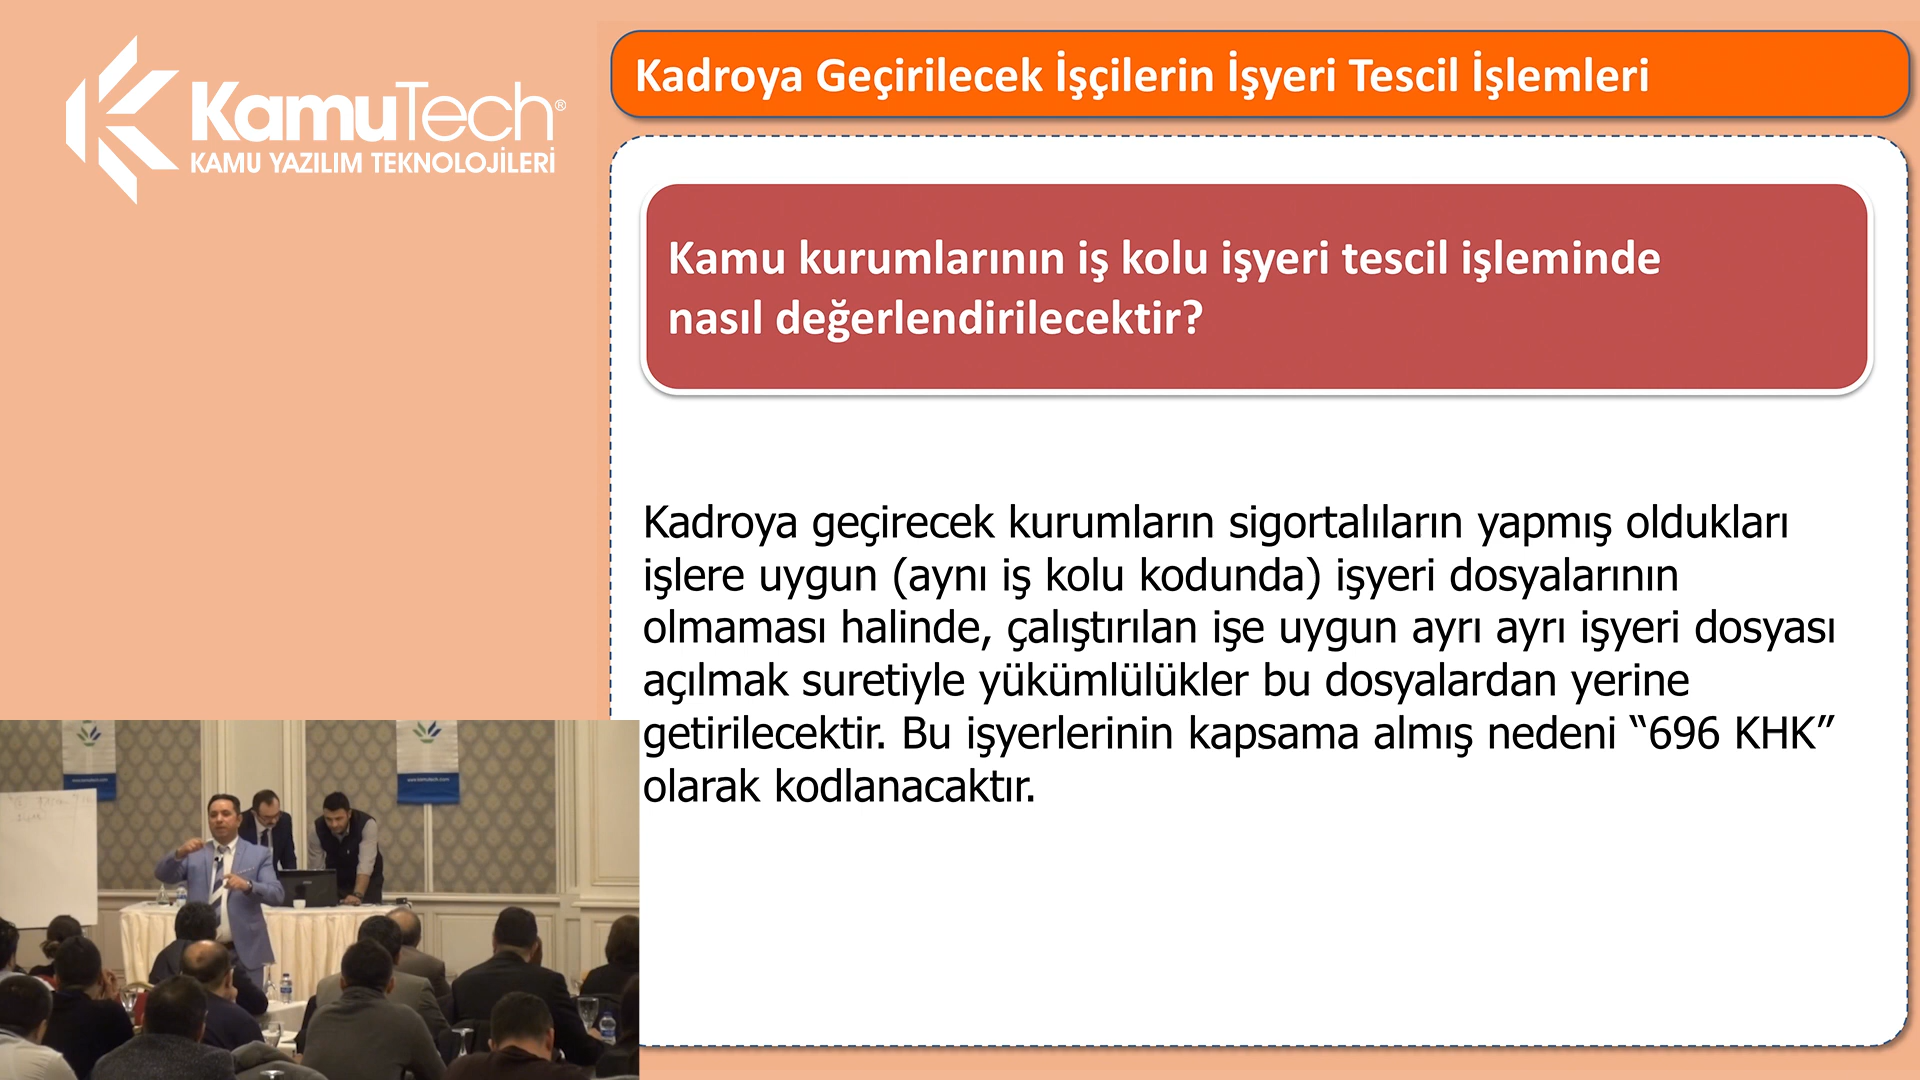 KamuTech®
KAMU YAZILIM TEKNOLOJİLERİ
Kadroya Geçirilecek İşçilerin İşyeri Tescil İşlemleri
Kamu kurumlarının iş kolu işyeri tescil işleminde
nasıl değerlendirilecektir?
Kadroya geçirecek kurumların sigortalıların yapmış oldukları
işlere uygun (aynı iş kolu kodunda) işyeri dosyalarının
olmaması halinde, çalıştırılan işe uygun ayrı ayrı işyeri dosyası
açılmak suretiyle yükümlülükler bu dosyalardan yerine
getirilecektir. Bu işyerlerinin kapsama almış nedeni “696 KHK”
olarak kodlanacaktır.